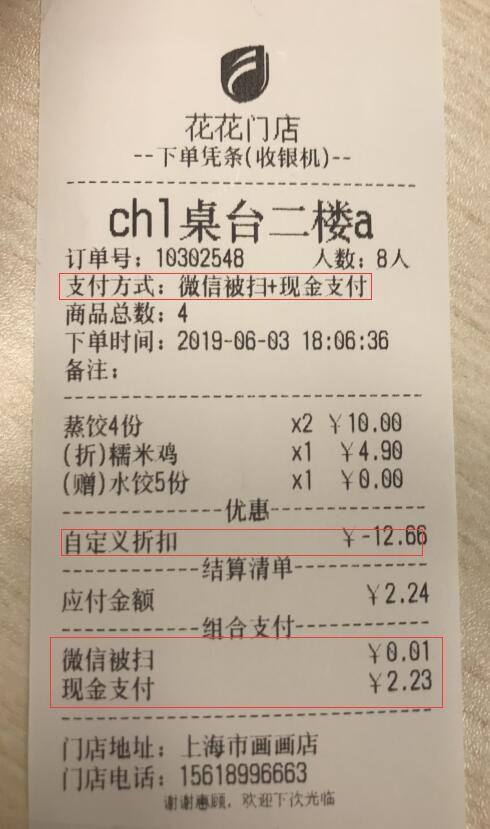 花花门店
--下单凭条(收银机)--
chl桌台二楼a
订单号: 10302548 人数: 8人
支付方式: 微信被扫+现金支付
商品总数: 4
下单时间: 2019-06-03 18:06:36
备注:
蒸饺4份 x2 ￥10.00
(折)糯米鸡 x1 ￥4.90
(赠)水饺5份 x1 ￥0.00
优惠
自定义折扣 ￥-12.66
结算清单
应付金额 ￥2.24
组合支付
微信被扫 ￥0.01
现金支付 ￥2.23
门店地址: 上海市画画店
门店电话: 15618996663
谢谢惠顾, 欢迎下次光临